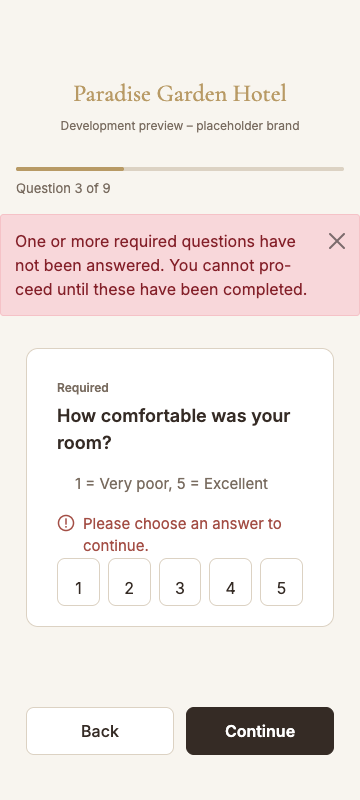 Paradise Garden Hotel
Development preview – placeholder brand
Question 3 of 9
One or more required questions have
not been answered. You cannot pro-
ceed until these have been completed.
Required
How comfortable was your
room?
1 = Very poor, 5 = Excellent
Please choose an answer to
continue.
1 2 3 4 5
Back Continue